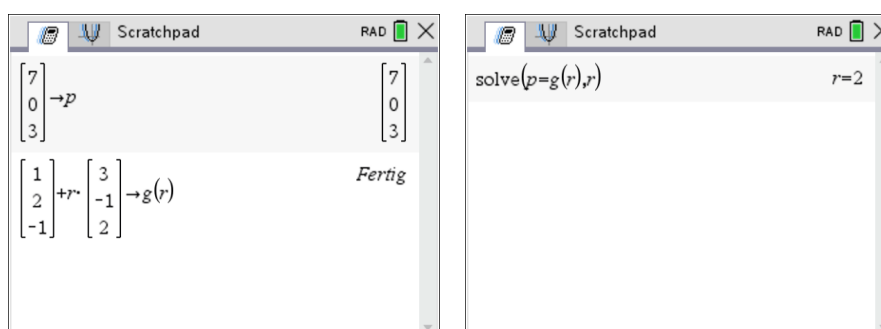 Scratchpad RAD
[7 0 3]→p [7 0 3]
[1 2 -1]+r·[3 -1 2]→g(r) Fertig
Scratchpad RAD
solve(p=g(r),r) r=2